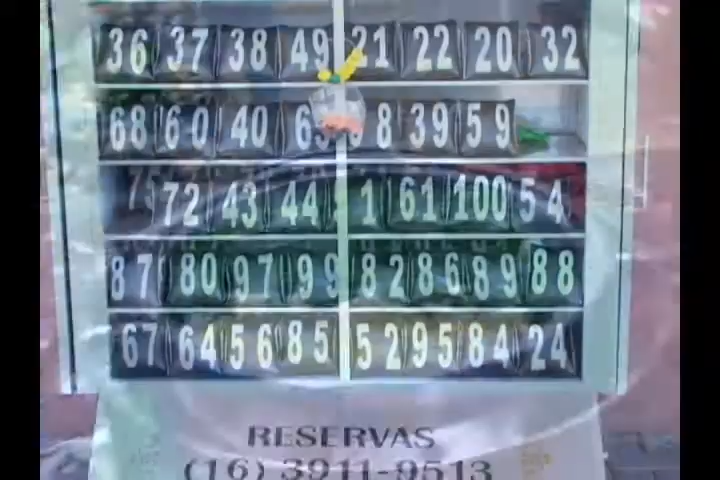 36 37 38 49 21 22 20 32
68 60 40 39 59
72 43 44 1 61 100 54
87 80 97 99 82 86 89 88
67 64 56 85 52 95 84 24
RESERVAS
(16) 3911-9513